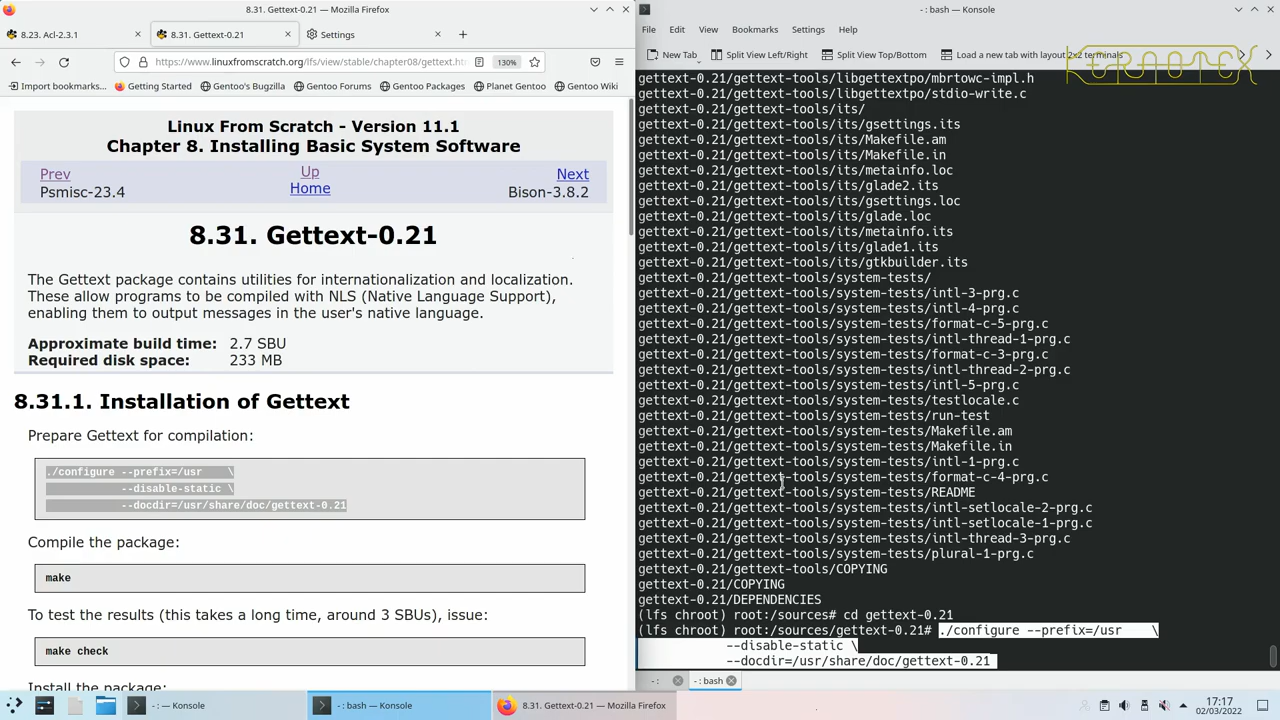 8.31. Gettext-0.21 — Mozilla Firefox
8.23. Acl-2.3.1
8.31. Gettext-0.21
Settings
https://www.linuxfromscratch.org/lfs/view/stable/chapter08/gettext.ht
130%
Import bookmarks...
Getting Started
Gentoo's Bugzilla
Gentoo Forums
Gentoo Packages
Planet Gentoo
Gentoo Wiki
Linux From Scratch - Version 11.1
Chapter 8. Installing Basic System Software
Prev
Up
Next
Psmisc-23.4
Home
Bison-3.8.2
8.31. Gettext-0.21
The Gettext package contains utilities for internationalization and localization.
These allow programs to be compiled with NLS (Native Language Support),
enabling them to output messages in the user's native language.
Approximate build time: 2.7 SBU
Required disk space: 233 MB
8.31.1. Installation of Gettext
Prepare Gettext for compilation:
./configure --prefix=/usr \
--disable-static \
--docdir=/usr/share/doc/gettext-0.21
Compile the package:
make
To test the results (this takes a long time, around 3 SBUs), issue:
make check
Install the package:
- : bash — Konsole
File Edit View Bookmarks Settings Help
New Tab
Split View Left/Right
Split View Top/Bottom
Load a new tab with layout 2x2 terminals
KERNOTEX
gettext-0.21/gettext-tools/libgettextpo/mbrtowc-impl.h
gettext-0.21/gettext-tools/libgettextpo/stdio-write.c
gettext-0.21/gettext-tools/its/
gettext-0.21/gettext-tools/its/gsettings.its
gettext-0.21/gettext-tools/its/Makefile.am
gettext-0.21/gettext-tools/its/Makefile.in
gettext-0.21/gettext-tools/its/metainfo.loc
gettext-0.21/gettext-tools/its/glade2.its
gettext-0.21/gettext-tools/its/gsettings.loc
gettext-0.21/gettext-tools/its/glade.loc
gettext-0.21/gettext-tools/its/metainfo.its
gettext-0.21/gettext-tools/its/glade1.its
gettext-0.21/gettext-tools/its/gtkbuilder.its
gettext-0.21/gettext-tools/system-tests/
gettext-0.21/gettext-tools/system-tests/intl-3-prg.c
gettext-0.21/gettext-tools/system-tests/intl-4-prg.c
gettext-0.21/gettext-tools/system-tests/format-c-5-prg.c
gettext-0.21/gettext-tools/system-tests/intl-thread-1-prg.c
gettext-0.21/gettext-tools/system-tests/format-c-3-prg.c
gettext-0.21/gettext-tools/system-tests/intl-thread-2-prg.c
gettext-0.21/gettext-tools/system-tests/intl-5-prg.c
gettext-0.21/gettext-tools/system-tests/testlocale.c
gettext-0.21/gettext-tools/system-tests/run-test
gettext-0.21/gettext-tools/system-tests/Makefile.am
gettext-0.21/gettext-tools/system-tests/Makefile.in
gettext-0.21/gettext-tools/system-tests/intl-1-prg.c
gettext-0.21/gettext-tools/system-tests/format-c-4-prg.c
gettext-0.21/gettext-tools/system-tests/README
gettext-0.21/gettext-tools/system-tests/intl-setlocale-2-prg.c
gettext-0.21/gettext-tools/system-tests/intl-setlocale-1-prg.c
gettext-0.21/gettext-tools/system-tests/intl-thread-3-prg.c
gettext-0.21/gettext-tools/system-tests/plural-1-prg.c
gettext-0.21/gettext-tools/COPYING
gettext-0.21/COPYING
gettext-0.21/DEPENDENCIES
(lfs chroot) root:/sources# cd gettext-0.21
(lfs chroot) root:/sources/gettext-0.21# ./configure --prefix=/usr \
--disable-static \
--docdir=/usr/share/doc/gettext-0.21
- :
- : bash
- : — Konsole
- : bash — Konsole
8.31. Gettext-0.21 — Mozilla Firefox
17:17
02/03/2022